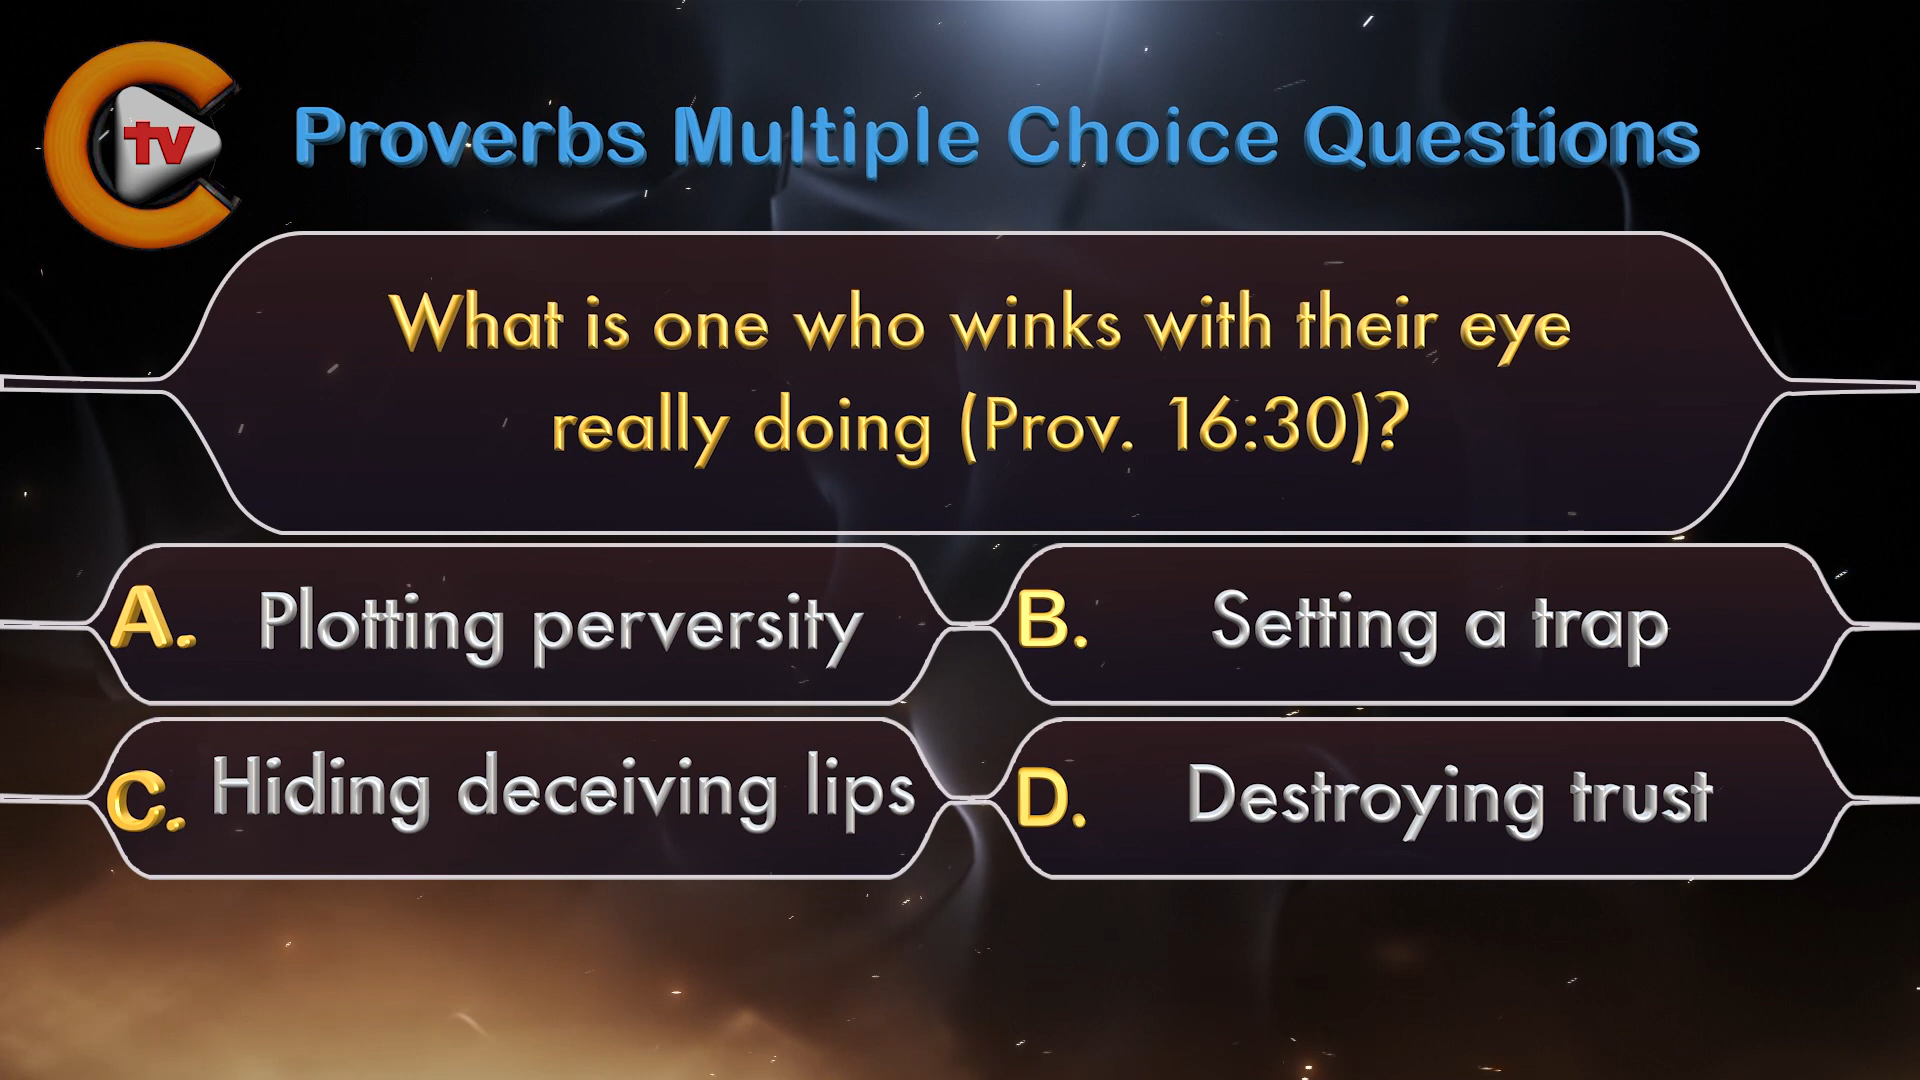 tv
Proverbs Multiple Choice Questions
What is one who winks with their eye
really doing (Prov. 16:30)?
A. Plotting perversity
B. Setting a trap
C. Hiding deceiving lips
D. Destroying trust